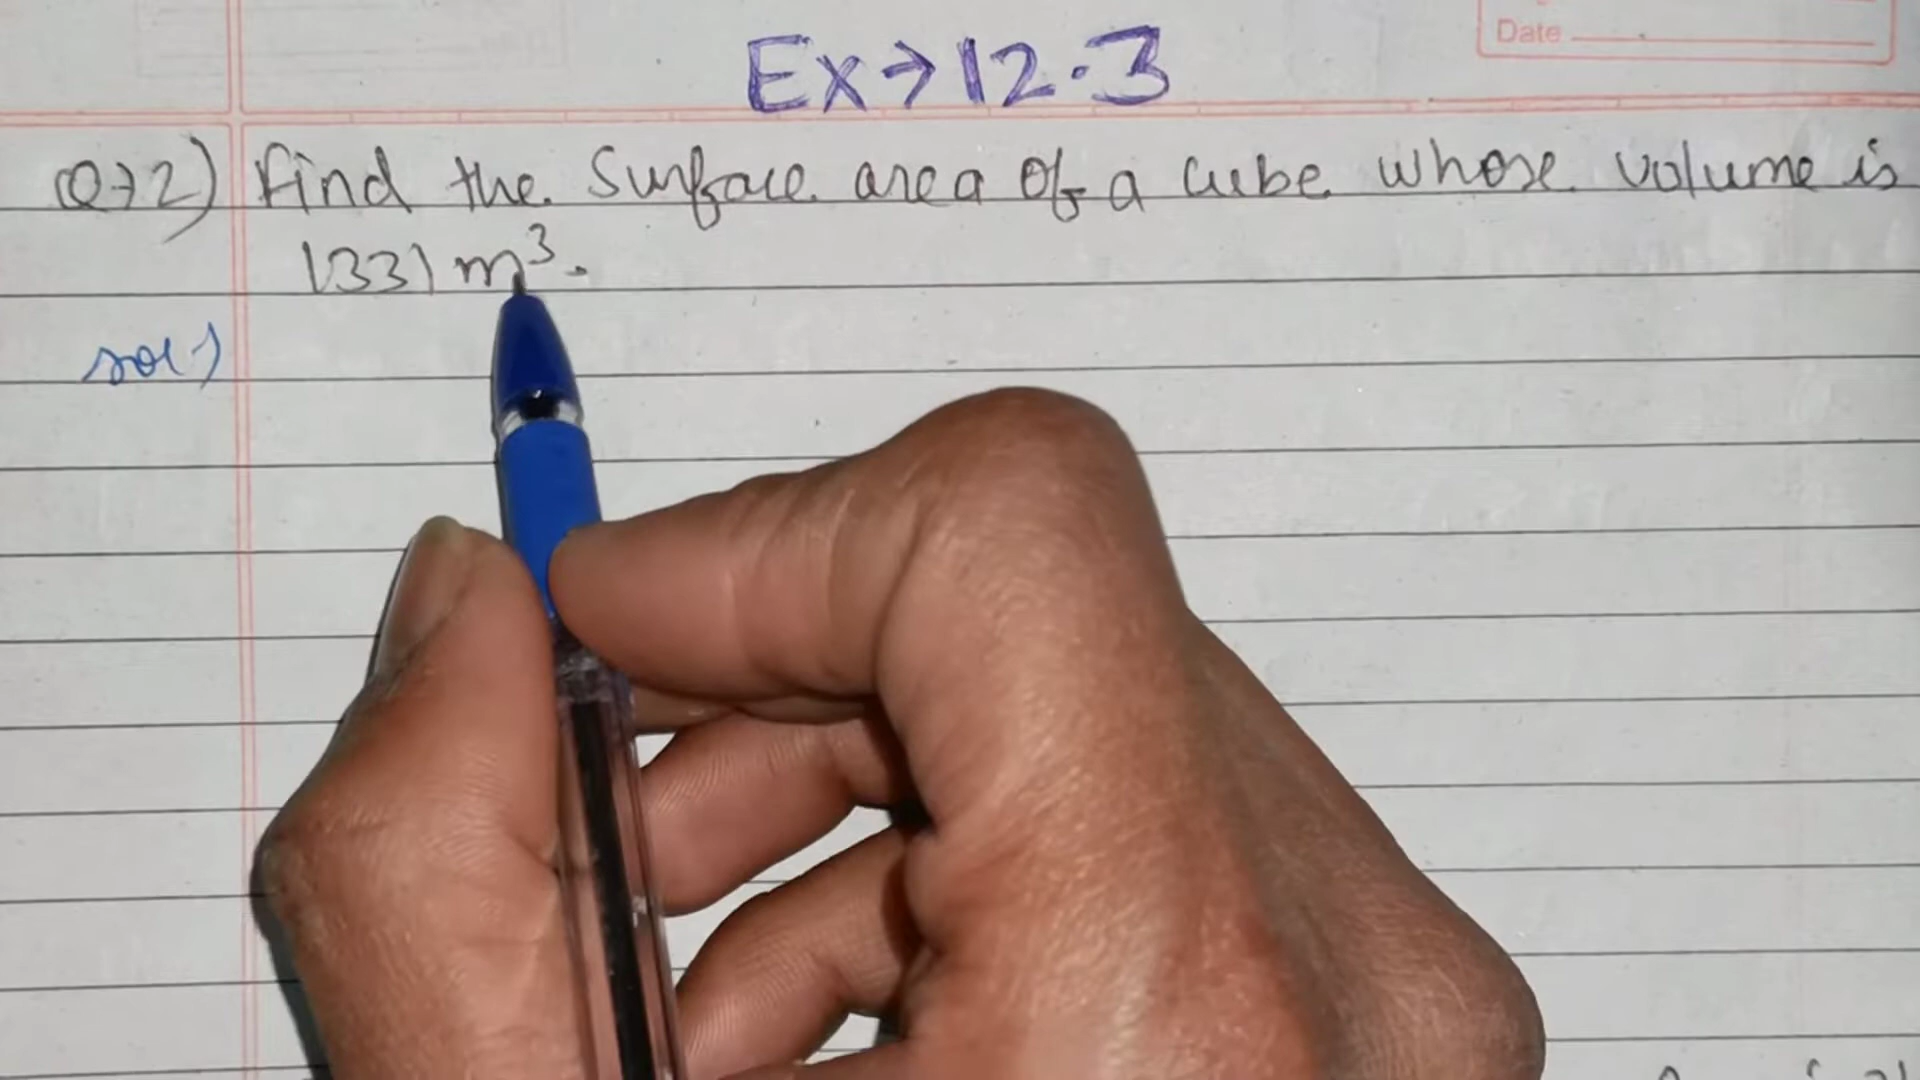 Date
Ex→12.3
Q→2) Find the Surface area of a cube whose volume is
1331 m³.
sol)